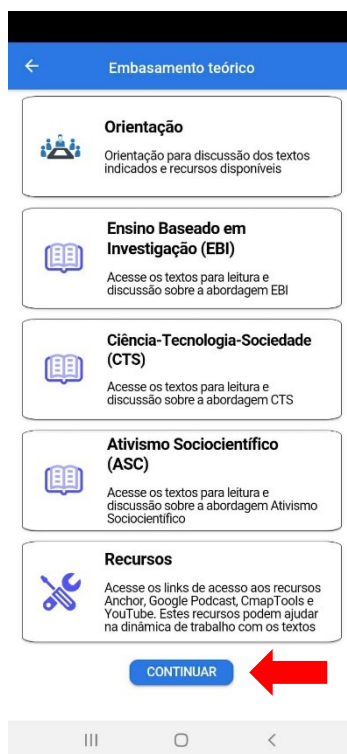 Embasamento teórico
Orientação
Orientação para discussão dos textos
indicados e recursos disponíveis
Ensino Baseado em
Investigação (EBI)
Acesse os textos para leitura e
discussão sobre a abordagem EBI
Ciência-Tecnologia-Sociedade
(CTS)
Acesse os textos para leitura e
discussão sobre a abordagem CTS
Ativismo Sociocientífico
(ASC)
Acesse os textos para leitura e
discussão sobre a abordagem Ativismo
Sociocientífico
Recursos
Acesse os links de acesso aos recursos
Anchor, Google Podcast, CmapTools e
YouTube. Estes recursos podem ajudar
na dinâmica de trabalho com os textos
CONTINUAR